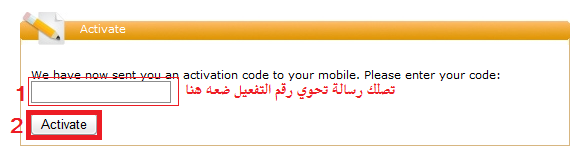 Activate
We have now sent you an activation code to your mobile. Please enter your code:
1 تصلك رسالة تحوي رقم التفعيل ضعه هنا
2 Activate